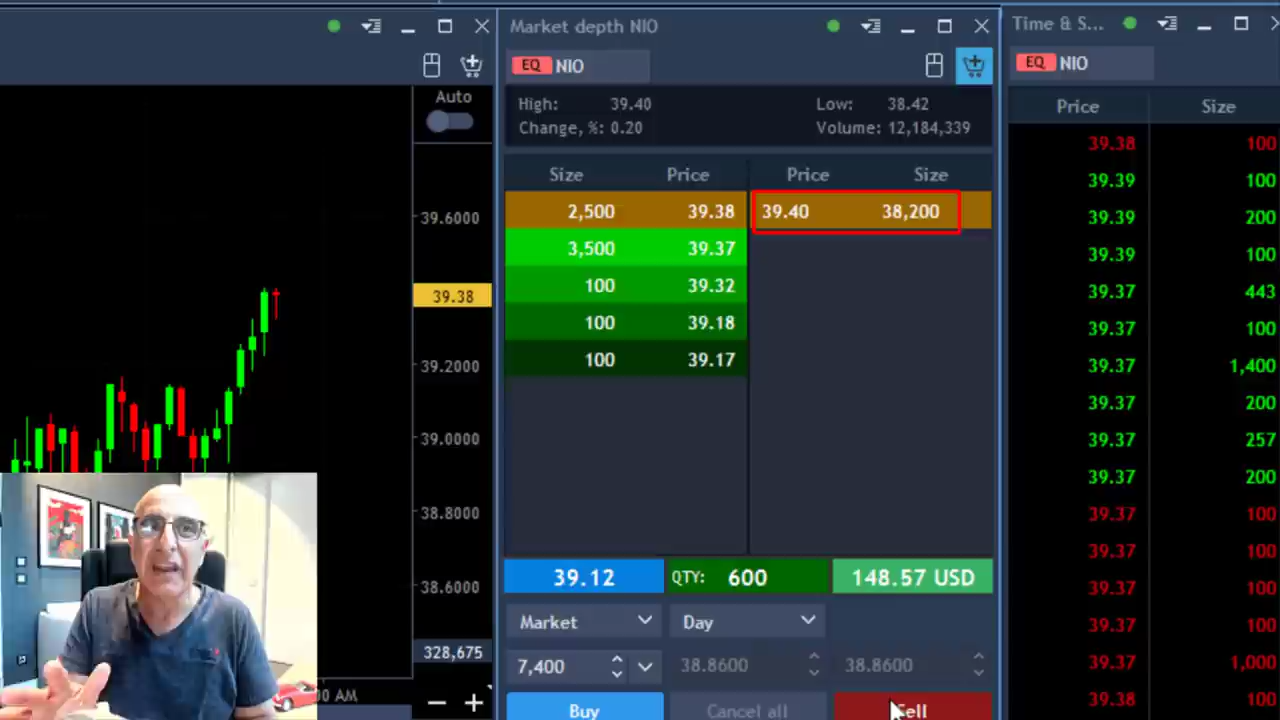 Market depth NIO
Time & S...
EQ NIO
EQ NIO
Auto
High: 39.40 Low: 38.42
Change, %: 0.20 Volume: 12,184,339
Price Size
Size Price Price Size
39.38 100
39.6000
2,500 39.38 39.40 38,200
39.39 100
39.39 200
3,500 39.37
39.39 100
39.38
100 39.32
39.37 443
100 39.18
39.37 100
39.2000
100 39.17
39.37 1,400
39.37 200
39.0000
39.37 257
39.37 200
38.8000
39.37 100
39.37 100
38.6000
39.12 QTY: 600 148.57 USD
39.37 100
Market Day
39.37 100
328,675
7,400 38.8600 38.8600
39.37 1,000
00 AM
39.38 100
Buy Cancel all